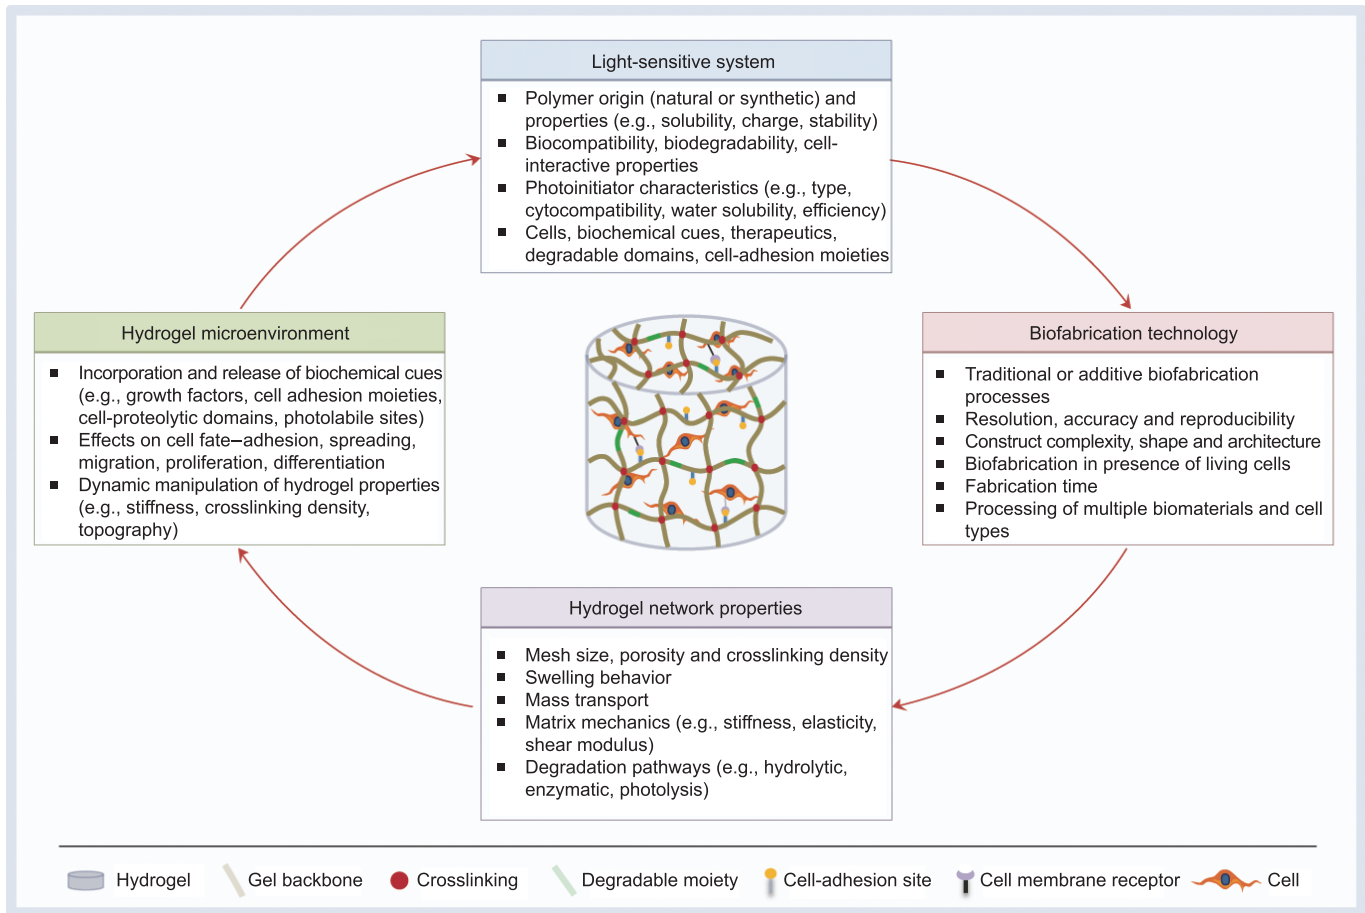 Light-sensitive system
■ Polymer origin (natural or synthetic) and
properties (e.g., solubility, charge, stability)
■ Biocompatibility, biodegradability, cell-
interactive properties
■ Photoinitiator characteristics (e.g., type,
cytocompatibility, water solubility, efficiency)
■ Cells, biochemical cues, therapeutics,
degradable domains, cell-adhesion moieties
Hydrogel microenvironment
■ Incorporation and release of biochemical cues
(e.g., growth factors, cell adhesion moieties,
cell-proteolytic domains, photolabile sites)
■ Effects on cell fate–adhesion, spreading,
migration, proliferation, differentiation
■ Dynamic manipulation of hydrogel properties
(e.g., stiffness, crosslinking density,
topography)
Biofabrication technology
■ Traditional or additive biofabrication
processes
■ Resolution, accuracy and reproducibility
■ Construct complexity, shape and architecture
■ Biofabrication in presence of living cells
■ Fabrication time
■ Processing of multiple biomaterials and cell
types
Hydrogel network properties
■ Mesh size, porosity and crosslinking density
■ Swelling behavior
■ Mass transport
■ Matrix mechanics (e.g., stiffness, elasticity,
shear modulus)
■ Degradation pathways (e.g., hydrolytic,
enzymatic, photolysis)
Hydrogel Gel backbone Crosslinking Degradable moiety Cell-adhesion site Cell membrane receptor Cell